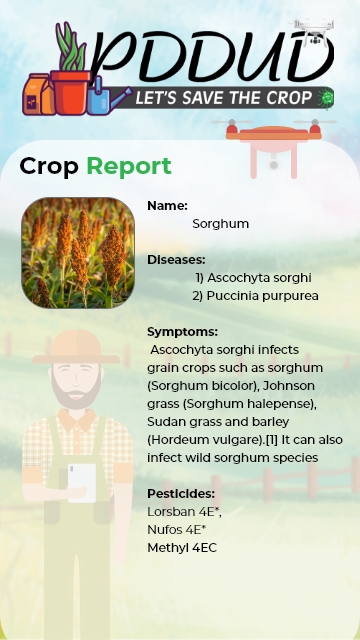 PDDUD
LET'S SAVE THE CROP
Crop Report
Name:
Sorghum
Diseases:
1) Ascochyta sorghi
2) Puccinia purpurea
Symptoms:
Ascochyta sorghi infects
grain crops such as sorghum
(Sorghum bicolor), Johnson
grass (Sorghum halepense),
Sudan grass and barley
(Hordeum vulgare).[1] It can also
infect wild sorghum species
Pesticides:
Lorsban 4E*,
Nufos 4E*
Methyl 4EC